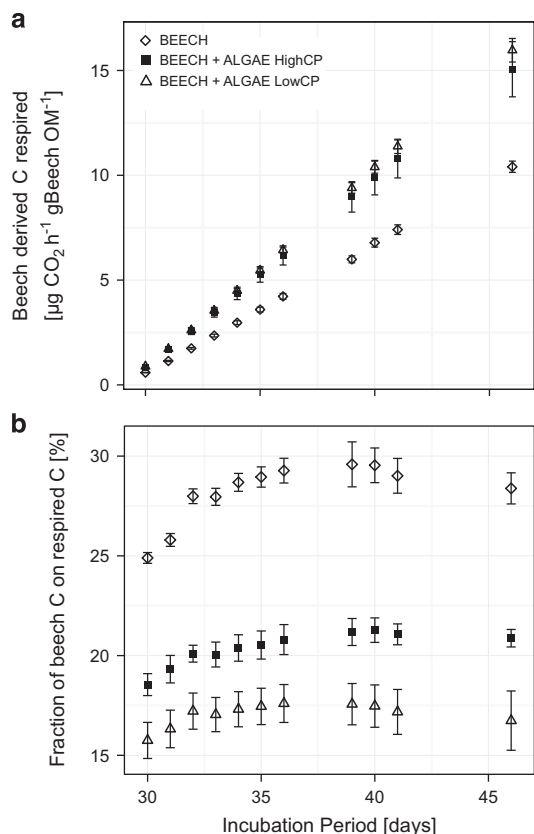 a
BEECH
BEECH + ALGAE HighCP
BEECH + ALGAE LowCP
Beech derived C respired
[µg CO₂ h⁻¹ gBeech OM⁻¹]
15
10
5
0
b
Fraction of beech C on respired C [%]
30
25
20
15
30
35
40
45
Incubation Period [days]